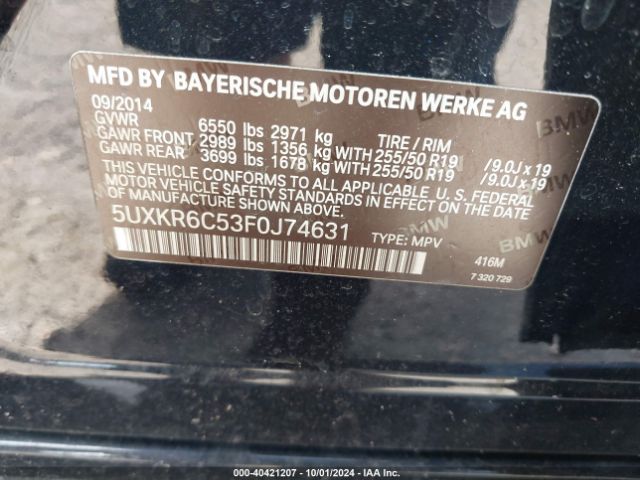 MFD BY BAYERISCHE MOTOREN WERKE AG
09/2014
GVWR 6550 lbs 2971 kg TIRE / RIM
GAWR FRONT 2989 lbs 1356 kg WITH 255/50 R19 /9.0J x 19
GAWR REAR 3699 lbs 1678 kg WITH 255/50 R19 /9.0J x 19
THIS VEHICLE CONFORMS TO ALL APPLICABLE U.S. FEDERAL
MOTOR VEHICLE SAFETY STANDARDS IN EFFECT ON THE DATE
OF MANUFACTURE SHOWN ABOVE.
5UXKR6C53F0J74631 TYPE: MPV
416M
7 320 729
BMW
BMW
BMW
000-40421207 - 10/01/2024 - IAA Inc.